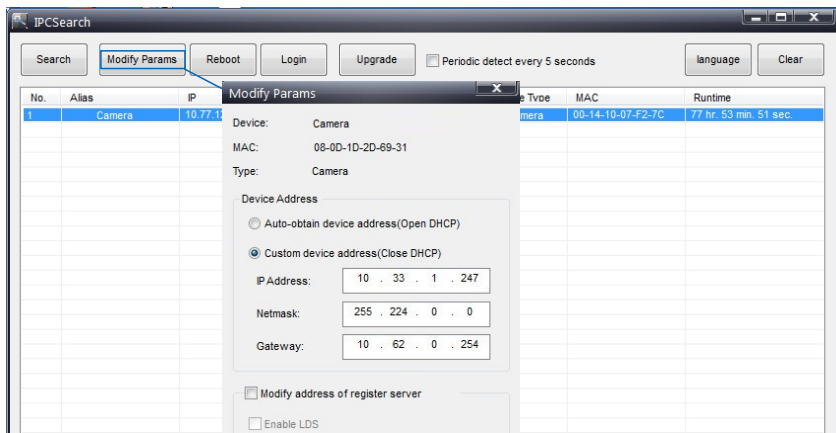 IPCSearch
Search Modify Params Reboot Login Upgrade Periodic detect every 5 seconds language Clear
No. Alias IP Type MAC Runtime
1 Camera 00-14-10-07-F2-7C 77 hr. 53 min. 51 sec.
Modify Params
Device: Camera
MAC: 08-0D-1D-2D-69-31
Type: Camera
Device Address
Auto-obtain device address(Open DHCP)
Custom device address(Close DHCP)
IP Address: 10 . 33 . 1 . 247
Netmask: 255 . 224 . 0 . 0
Gateway: 10 . 62 . 0 . 254
Modify address of register server
Enable LDS